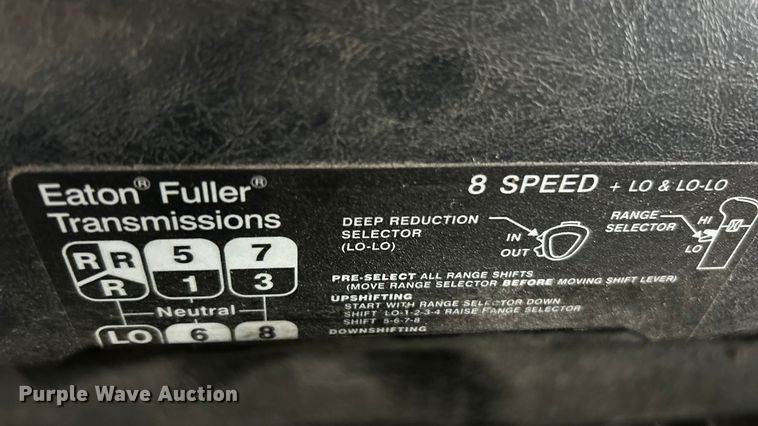 Eaton® Fuller®
Transmissions
8 SPEED + LO & LO-LO
DEEP REDUCTION
SELECTOR
(LO-LO)
IN
OUT
RANGE
SELECTOR
HI
LO
R R 5 7
R 1 3
Neutral
LO 6 8
PRE-SELECT ALL RANGE SHIFTS
(MOVE RANGE SELECTOR BEFORE MOVING SHIFT LEVER)
UPSHIFTING
START WITH RANGE SELECTOR DOWN
SHIFT LO-1-2-3-4 RAISE RANGE SELECTOR
SHIFT 5-6-7-8
DOWNSHIFTING
Purple Wave Auction